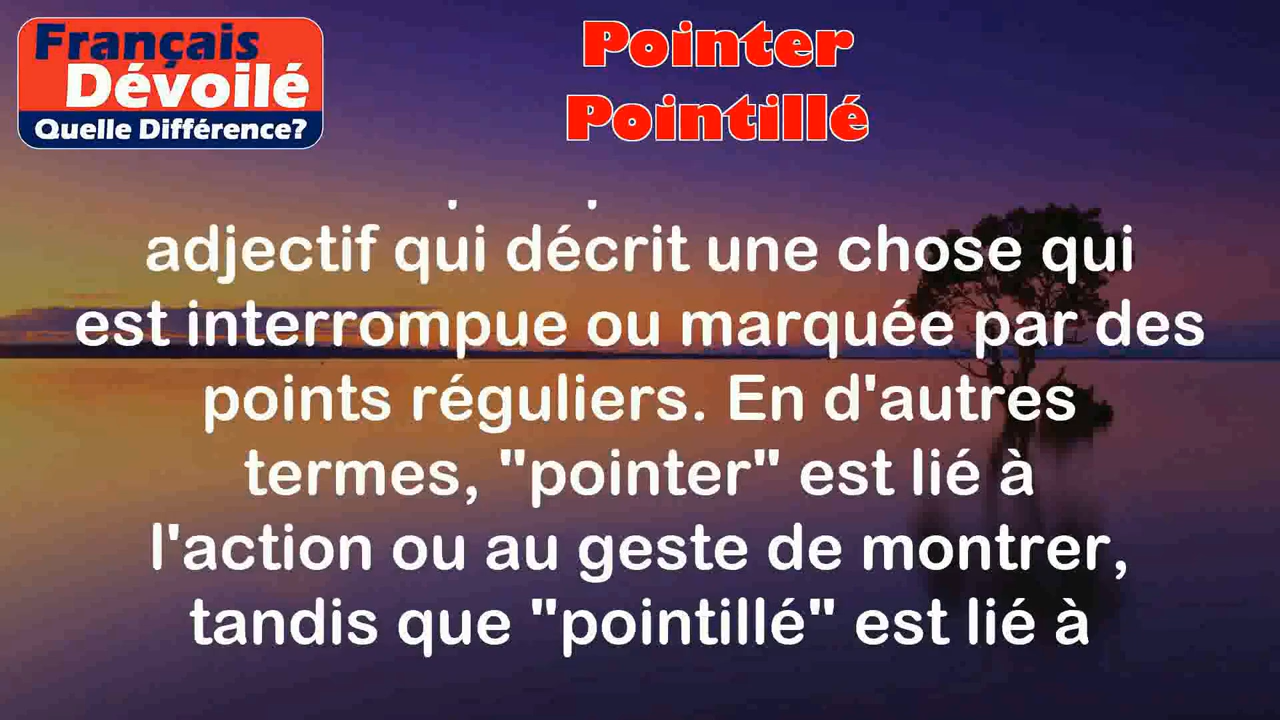 Français
Dévoilé
Quelle Différence?
Pointer
Pointillé
adjectif qui décrit une chose qui
est interrompue ou marquée par des
points réguliers. En d'autres
termes, "pointer" est lié à
l'action ou au geste de montrer,
tandis que "pointillé" est lié à